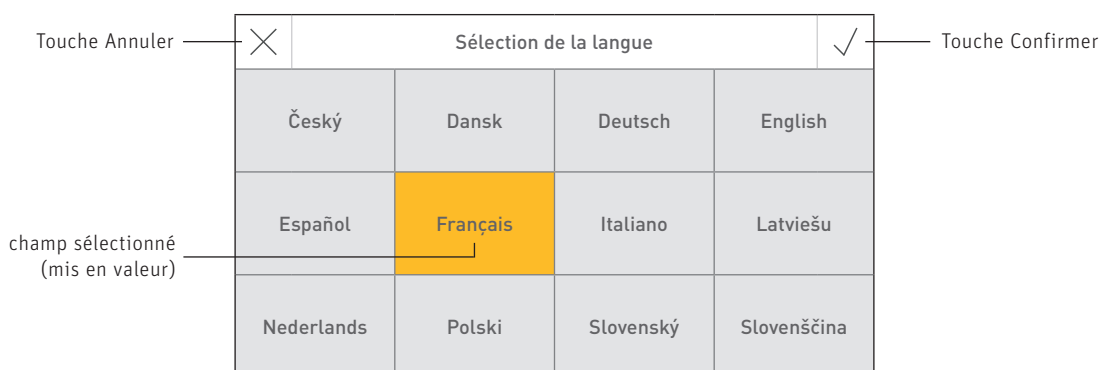 Touche Annuler
Sélection de la langue
Touche Confirmer
Český
Dansk
Deutsch
English
Español
Français
Italiano
Latviešu
champ sélectionné
(mis en valeur)
Nederlands
Polski
Slovenský
Slovenščina